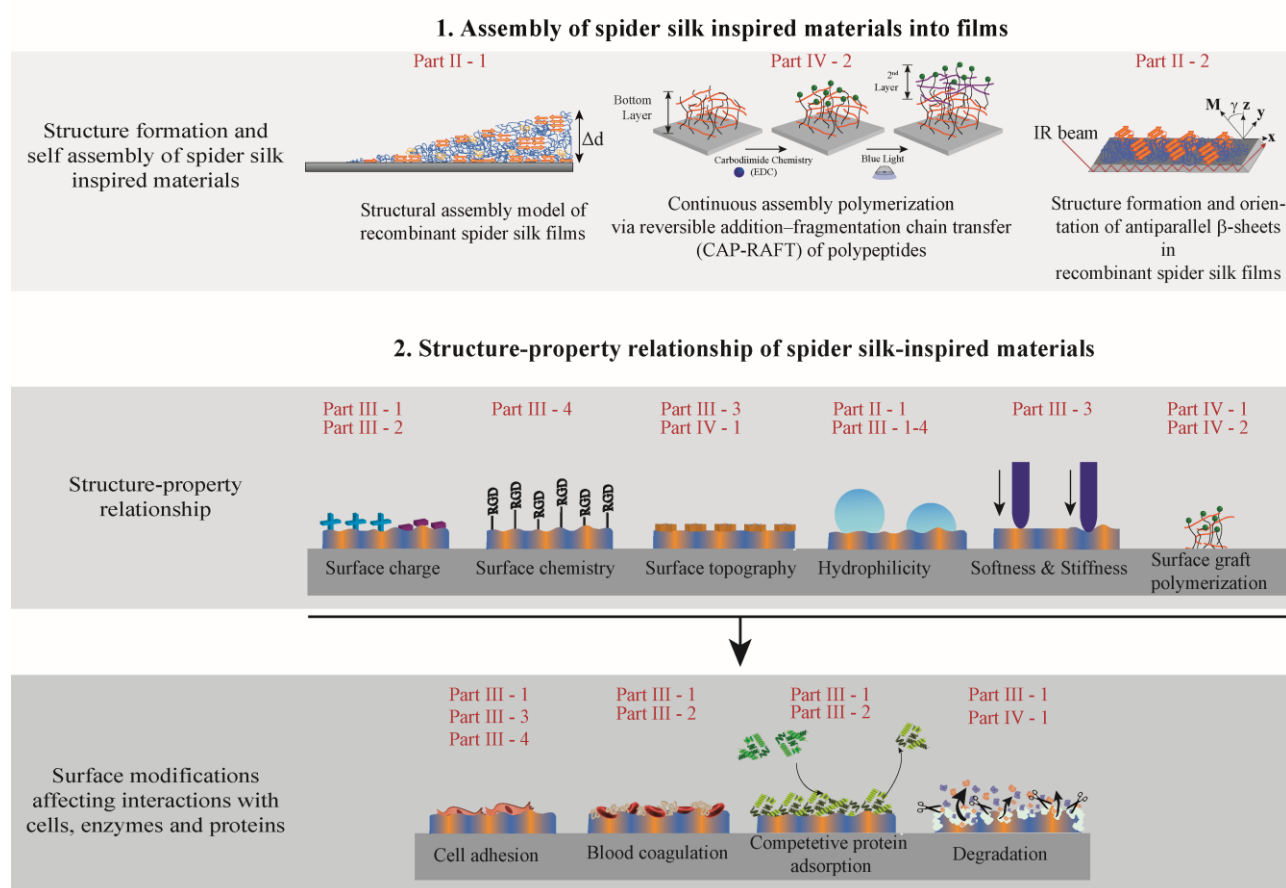 1. Assembly of spider silk inspired materials into films
Part II - 1
Part IV - 2
Part II - 2
Structure formation and
self assembly of spider silk
inspired materials
Δd
Bottom
Layer
2nd
Layer
Carbodiimide Chemistry
(EDC)
Blue Light
IR beam
M
γ
z
y
x
Structural assembly model of
recombinant spider silk films
Continuous assembly polymerization
via reversible addition–fragmentation chain transfer
(CAP-RAFT) of polypeptides
Structure formation and orien-
tation of antiparallel β-sheets
in
recombinant spider silk films
2. Structure-property relationship of spider silk-inspired materials
Structure-property
relationship
Part III - 1
Part III - 2
Part III - 4
Part III - 3
Part IV - 1
Part II - 1
Part III - 1-4
Part III - 3
Part IV - 1
Part IV - 2
RGD
RGD
RGD
RGD
RGD
RGD
Surface charge
Surface chemistry
Surface topography
Hydrophilicity
Softness & Stiffness
Surface graft
polymerization
Surface modifications
affecting interactions with
cells, enzymes and proteins
Part III - 1
Part III - 3
Part III - 4
Part III - 1
Part III - 2
Part III - 1
Part III - 2
Part III - 1
Part IV - 1
Cell adhesion
Blood coagulation
Competetive protein
adsorption
Degradation